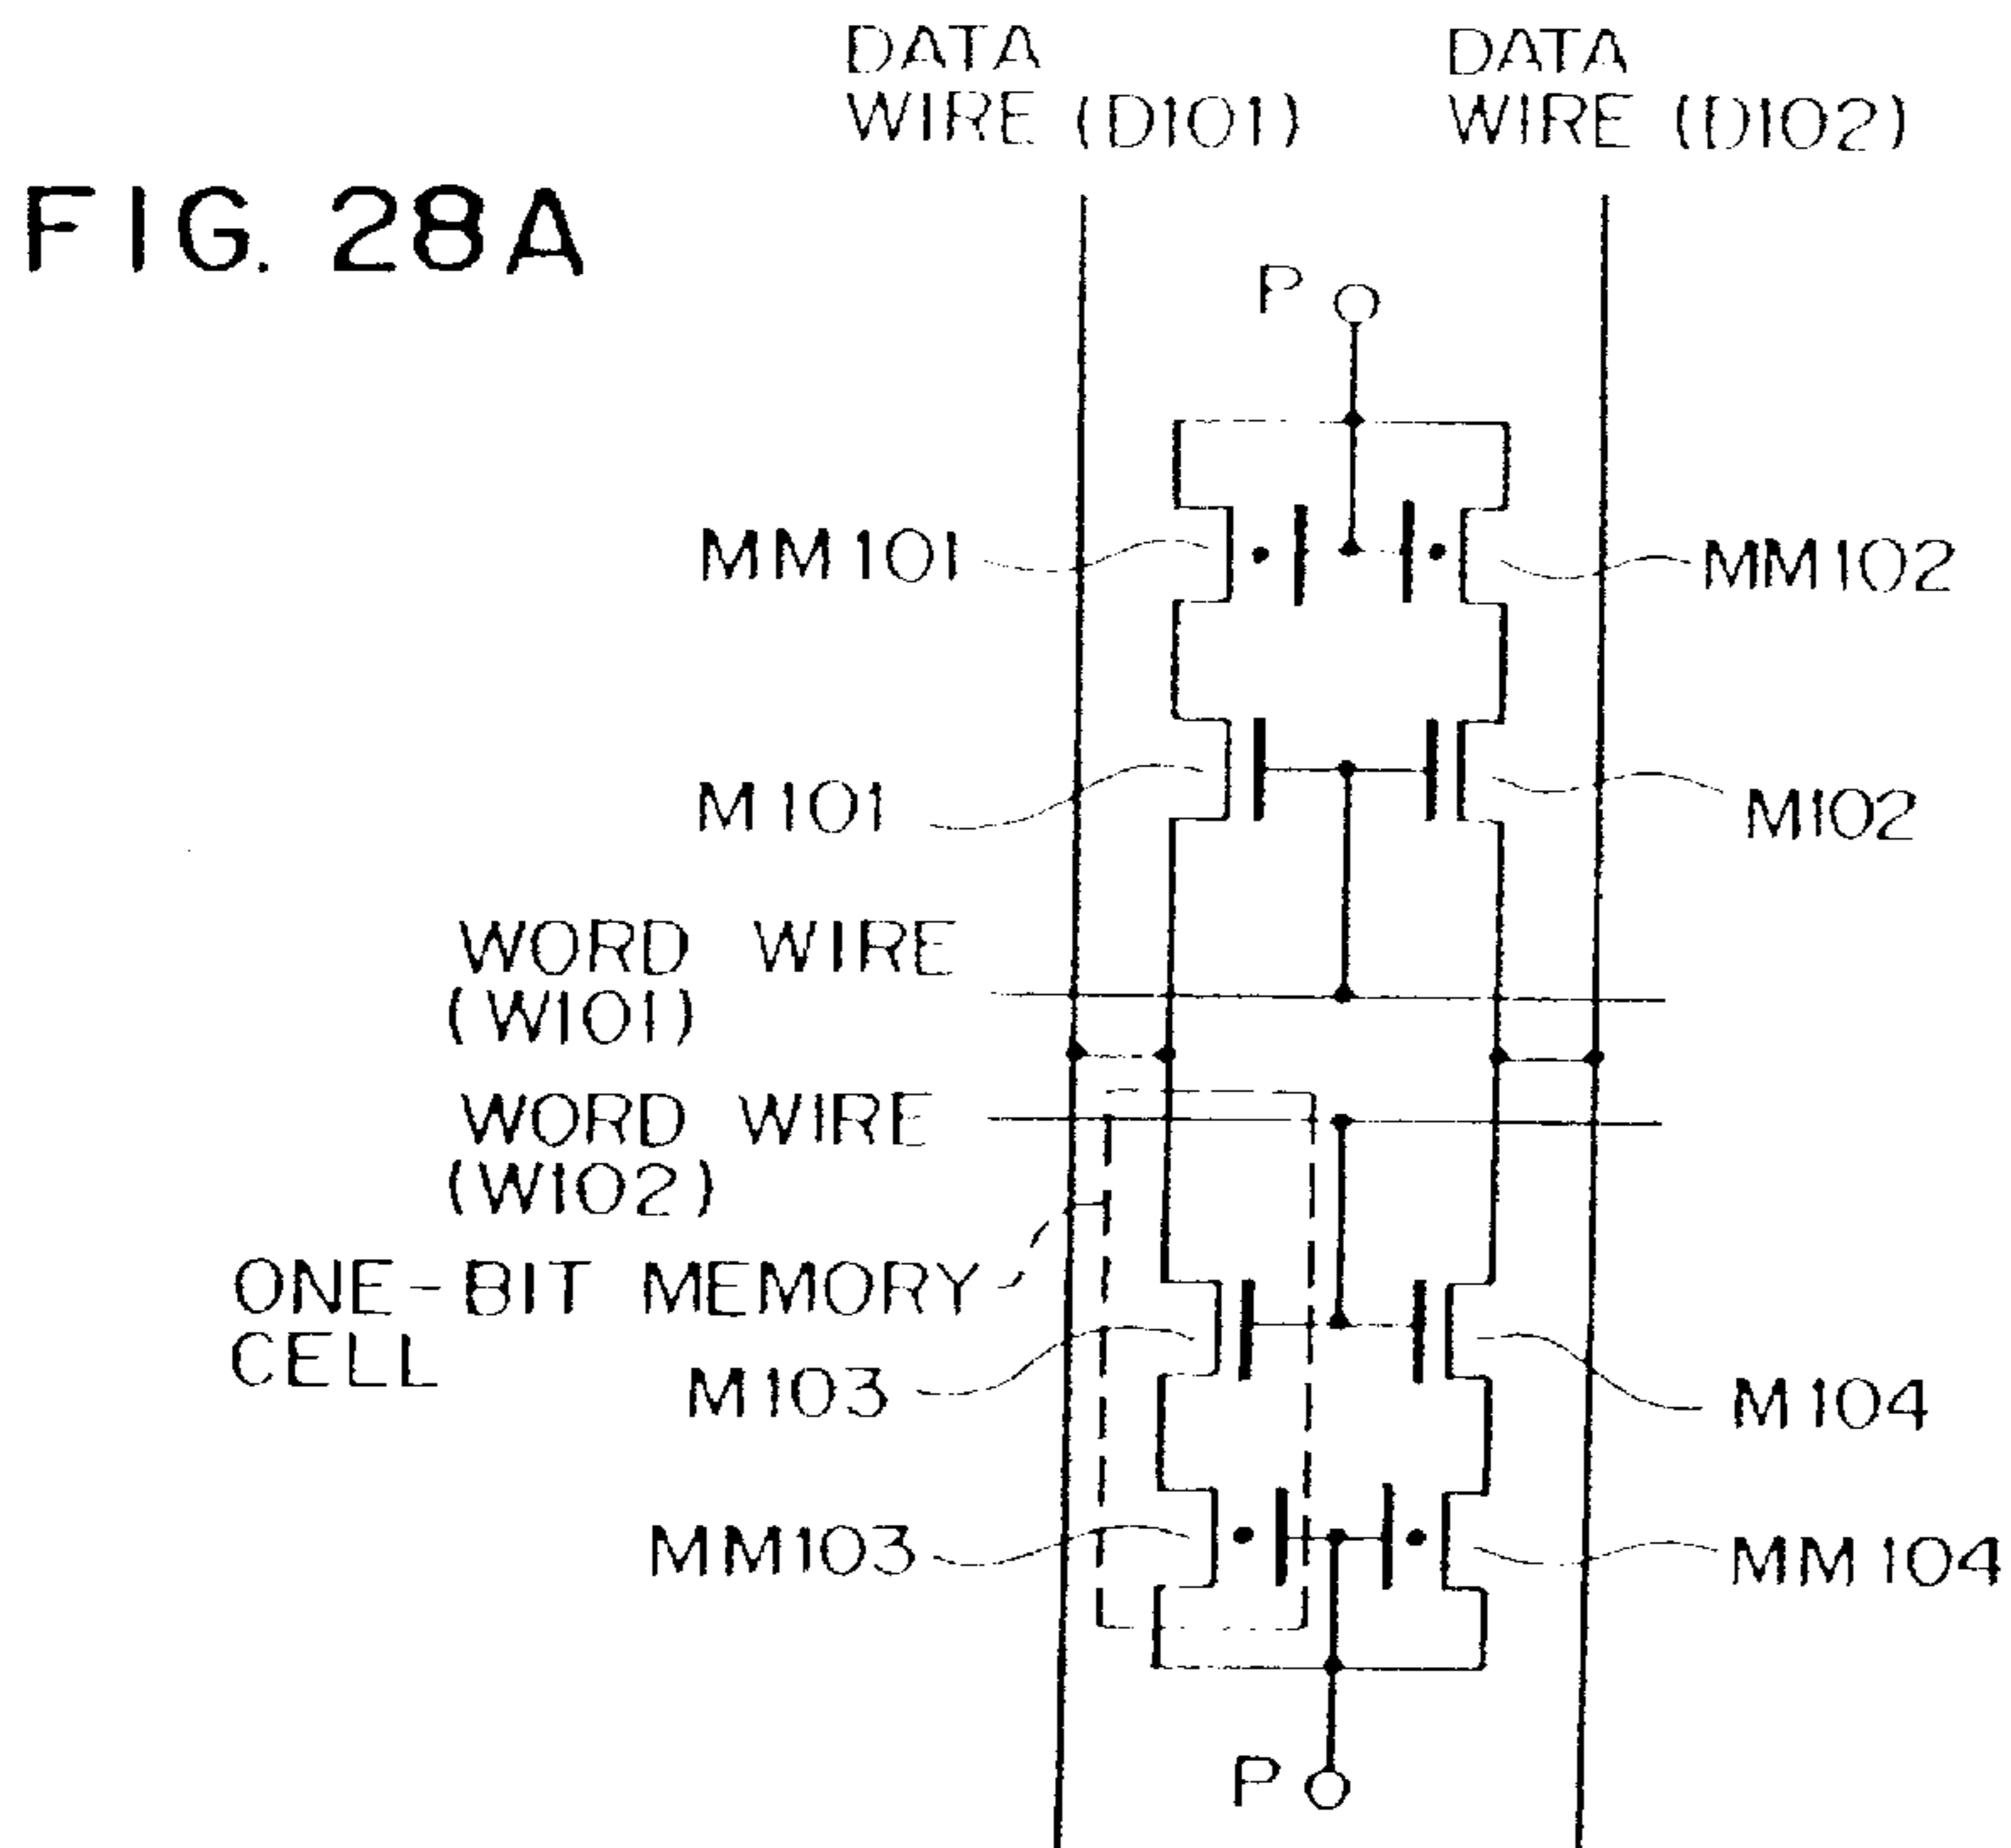 DATA
WIRE (D101)
DATA
WIRE (D102)
FIG. 28A
P
MM101
MM102
M101
M102
WORD WIRE
(W101)
WORD WIRE
(W102)
ONE-BIT MEMORY
CELL
M103
M104
MM103
MM104
P